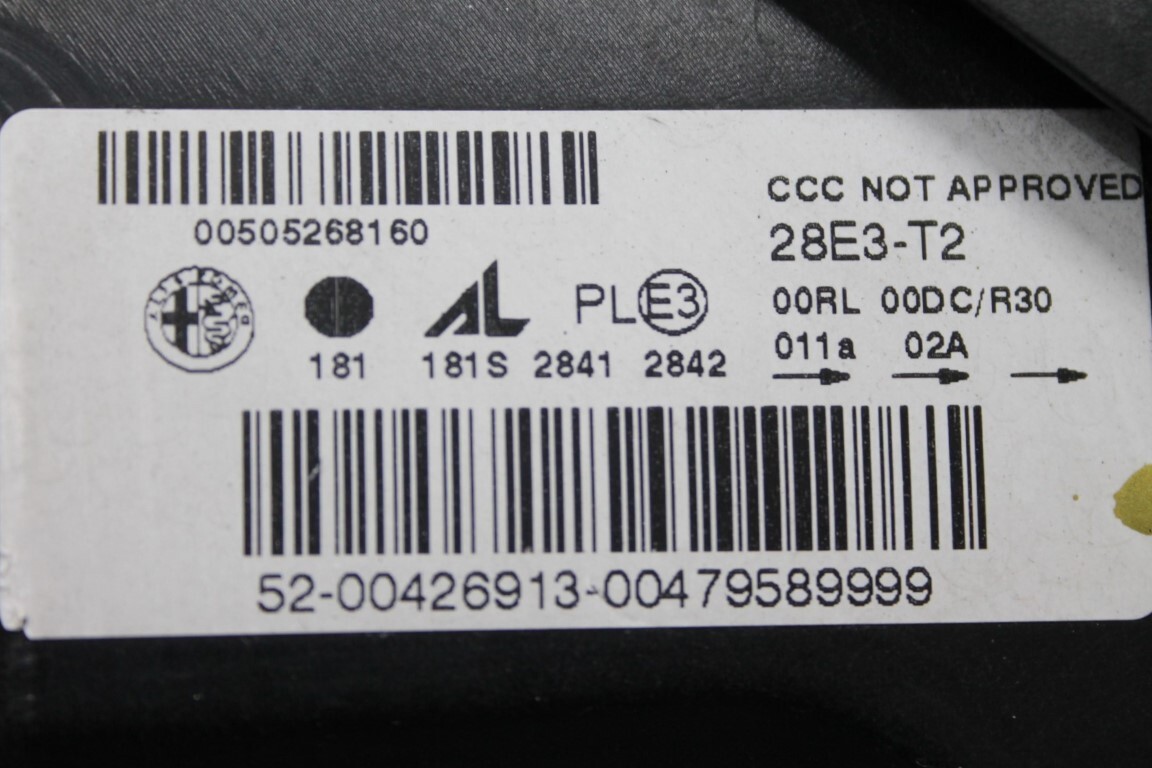 00505268160
CCC NOT APPROVED
28E3-T2
PL E3
00RL 00DC/R30
011a 02A
181 181S 2841 2842
52-00426913-00479589999